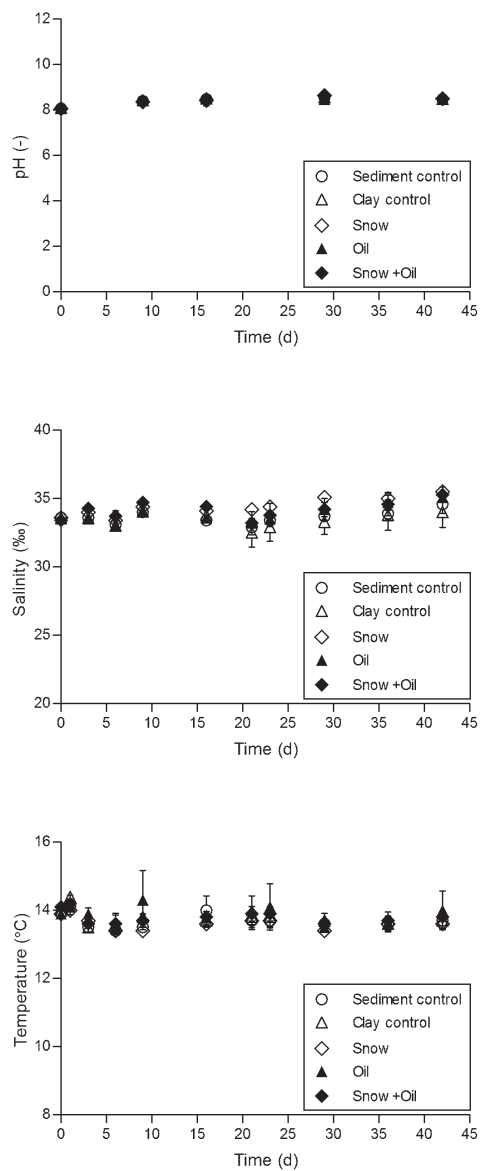 12
10
8
6
4
2
0
pH (-)
Sediment control
Clay control
Snow
Oil
Snow +Oil
0 5 10 15 20 25 30 35 40 45
Time (d)
40
35
30
25
20
Salinity (‰)
Sediment control
Clay control
Snow
Oil
Snow +Oil
0 5 10 15 20 25 30 35 40 45
Time (d)
16
14
12
10
8
Temperature (°C)
Sediment control
Clay control
Snow
Oil
Snow +Oil
0 5 10 15 20 25 30 35 40 45
Time (d)